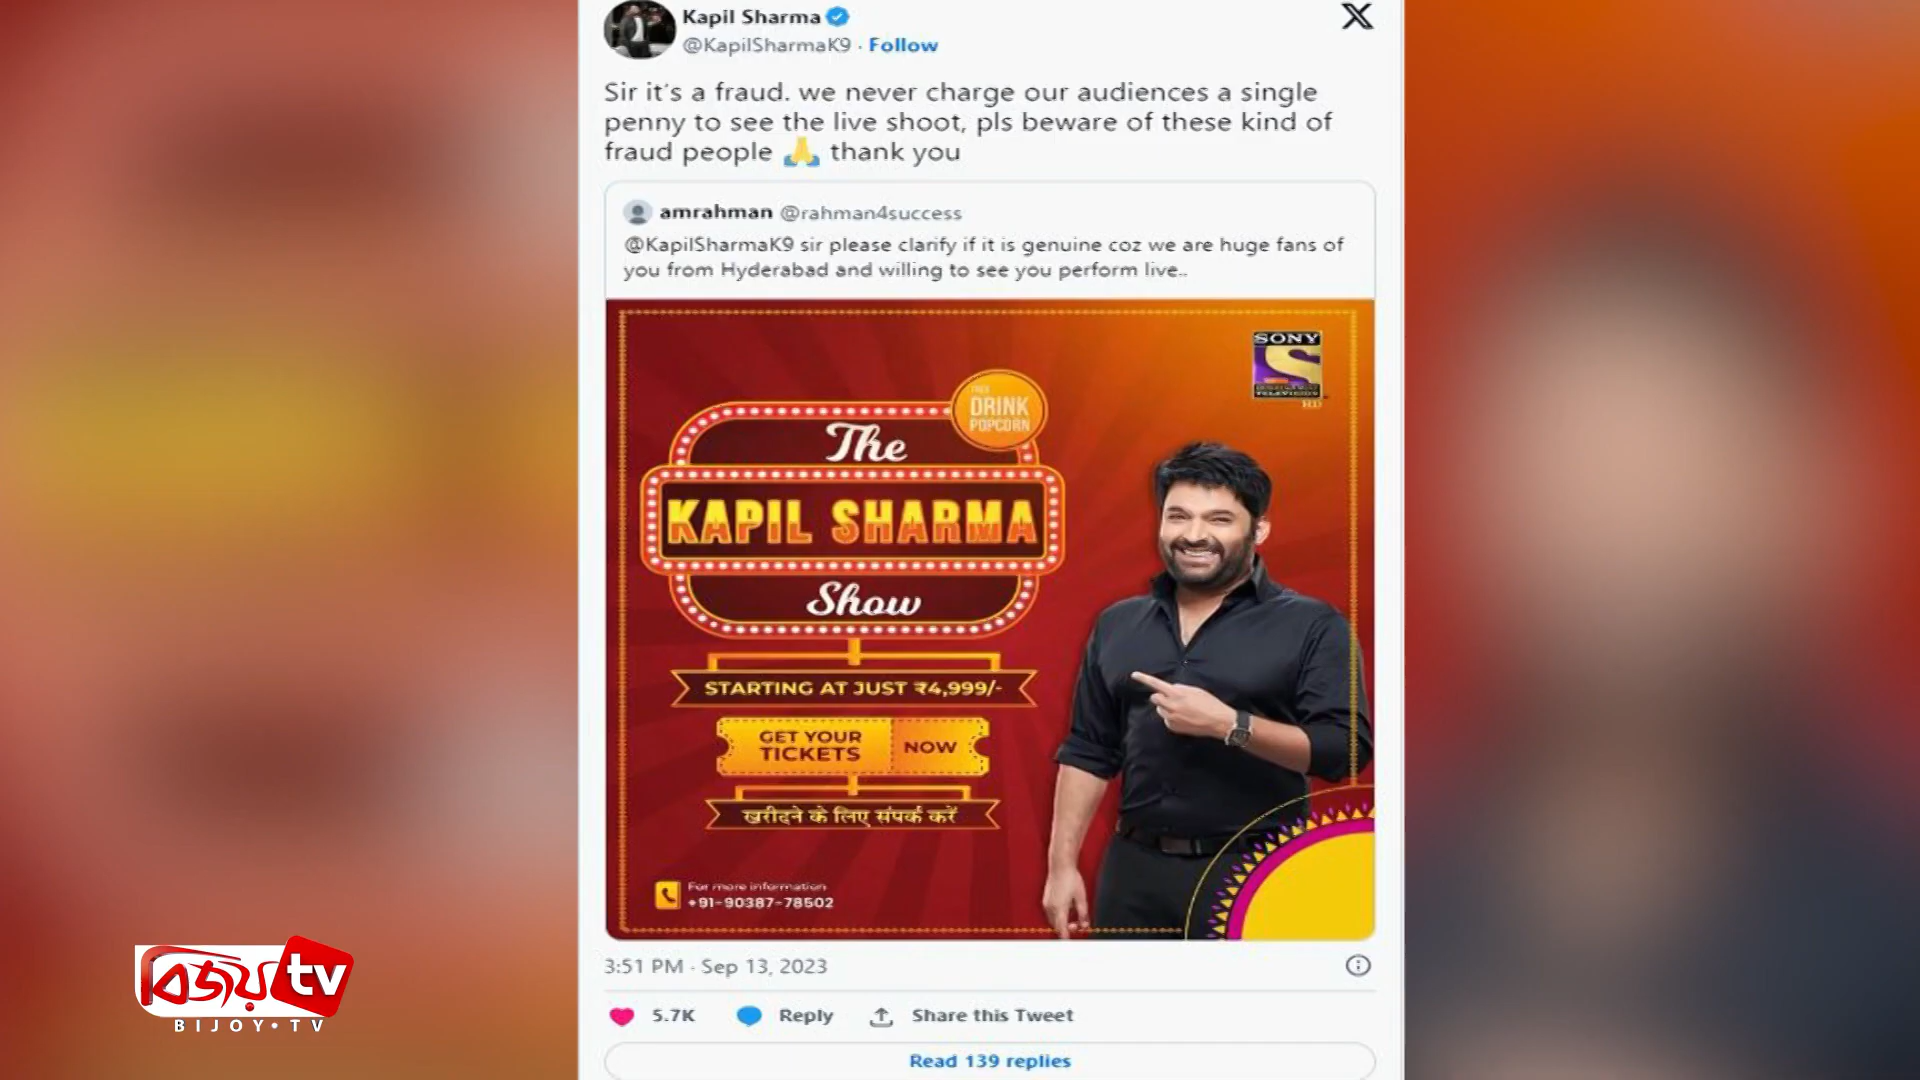 Kapil Sharma
@KapilSharmaK9 · Follow
Sir it's a fraud. we never charge our audiences a single
penny to see the live shoot, pls beware of these kind of
fraud people 🙏 thank you
amrahman @rahman4success
@KapilSharmaK9 sir please clarify if it is genuine coz we are huge fans of
you from Hyderabad and willing to see you perform live..
SONY
TELEVISION
HD
FREE
DRINK
POPCORN
The
KAPIL SHARMA
Show
STARTING AT JUST ₹4,999/-
GET YOUR
TICKETS
NOW
खरीदने के लिए संपर्क करें
For more information
+91-90387-78502
3:51 PM · Sep 13, 2023
5.7K
Reply
Share this Tweet
Read 139 replies
বিজয় tv
BIJOY•TV